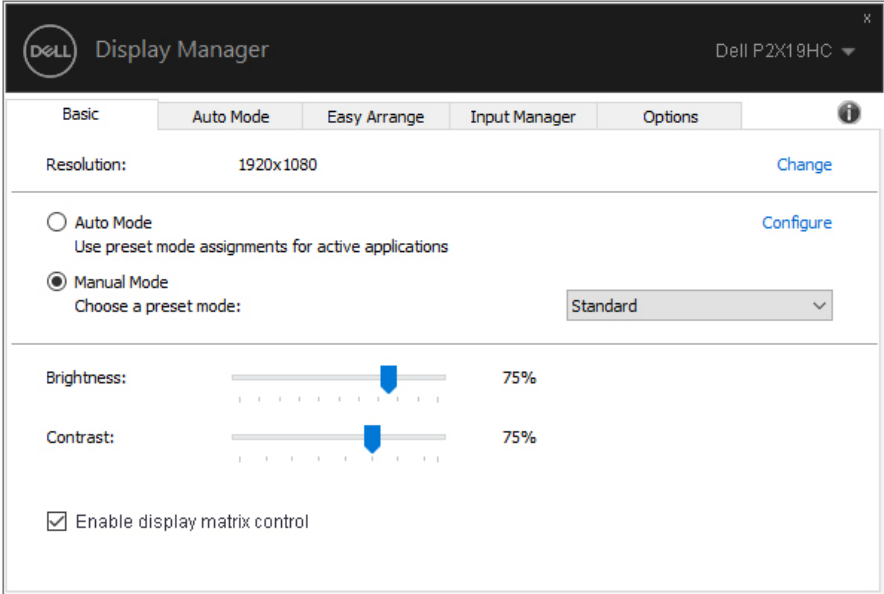 x
DELL
Display Manager
Dell P2X19HC
Basic
Auto Mode
Easy Arrange
Input Manager
Options
i
Resolution:
1920x1080
Change
Auto Mode
Configure
Use preset mode assignments for active applications
Manual Mode
Choose a preset mode:
Standard
Brightness:
75%
Contrast:
75%
Enable display matrix control